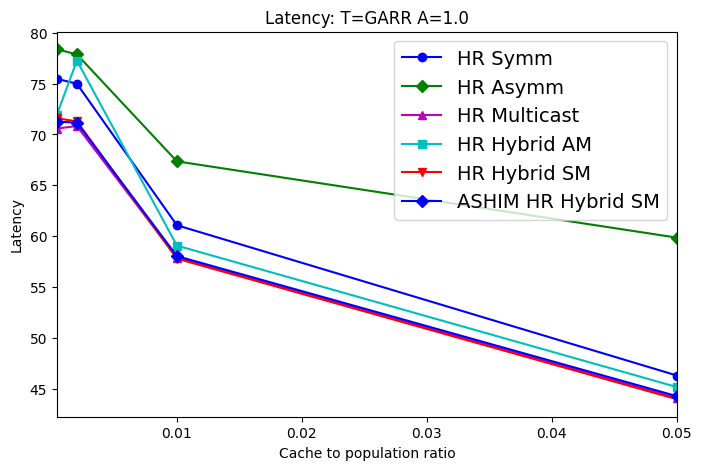 Latency: T=GARR A=1.0
80
75
70
65
60
55
50
45
Latency
HR Symm
HR Asymm
HR Multicast
HR Hybrid AM
HR Hybrid SM
ASHIM HR Hybrid SM
0.01
0.02
0.03
0.04
0.05
Cache to population ratio